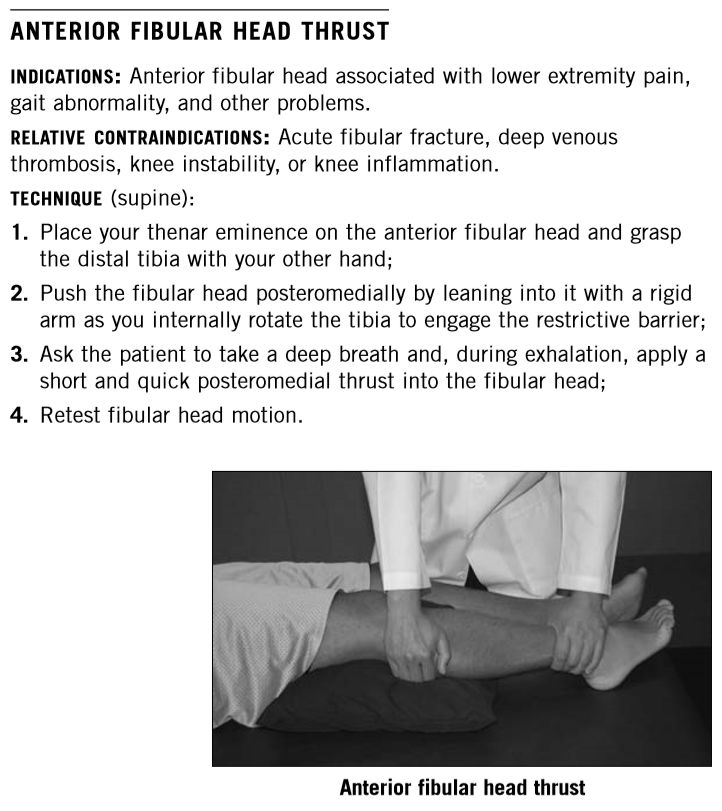 ANTERIOR FIBULAR HEAD THRUST
INDICATIONS: Anterior fibular head associated with lower extremity pain,
gait abnormality, and other problems.
RELATIVE CONTRAINDICATIONS: Acute fibular fracture, deep venous
thrombosis, knee instability, or knee inflammation.
TECHNIQUE (supine):
1. Place your thenar eminence on the anterior fibular head and grasp
the distal tibia with your other hand;
2. Push the fibular head posteromedially by leaning into it with a rigid
arm as you internally rotate the tibia to engage the restrictive barrier;
3. Ask the patient to take a deep breath and, during exhalation, apply a
short and quick posteromedial thrust into the fibular head;
4. Retest fibular head motion.
Anterior fibular head thrust